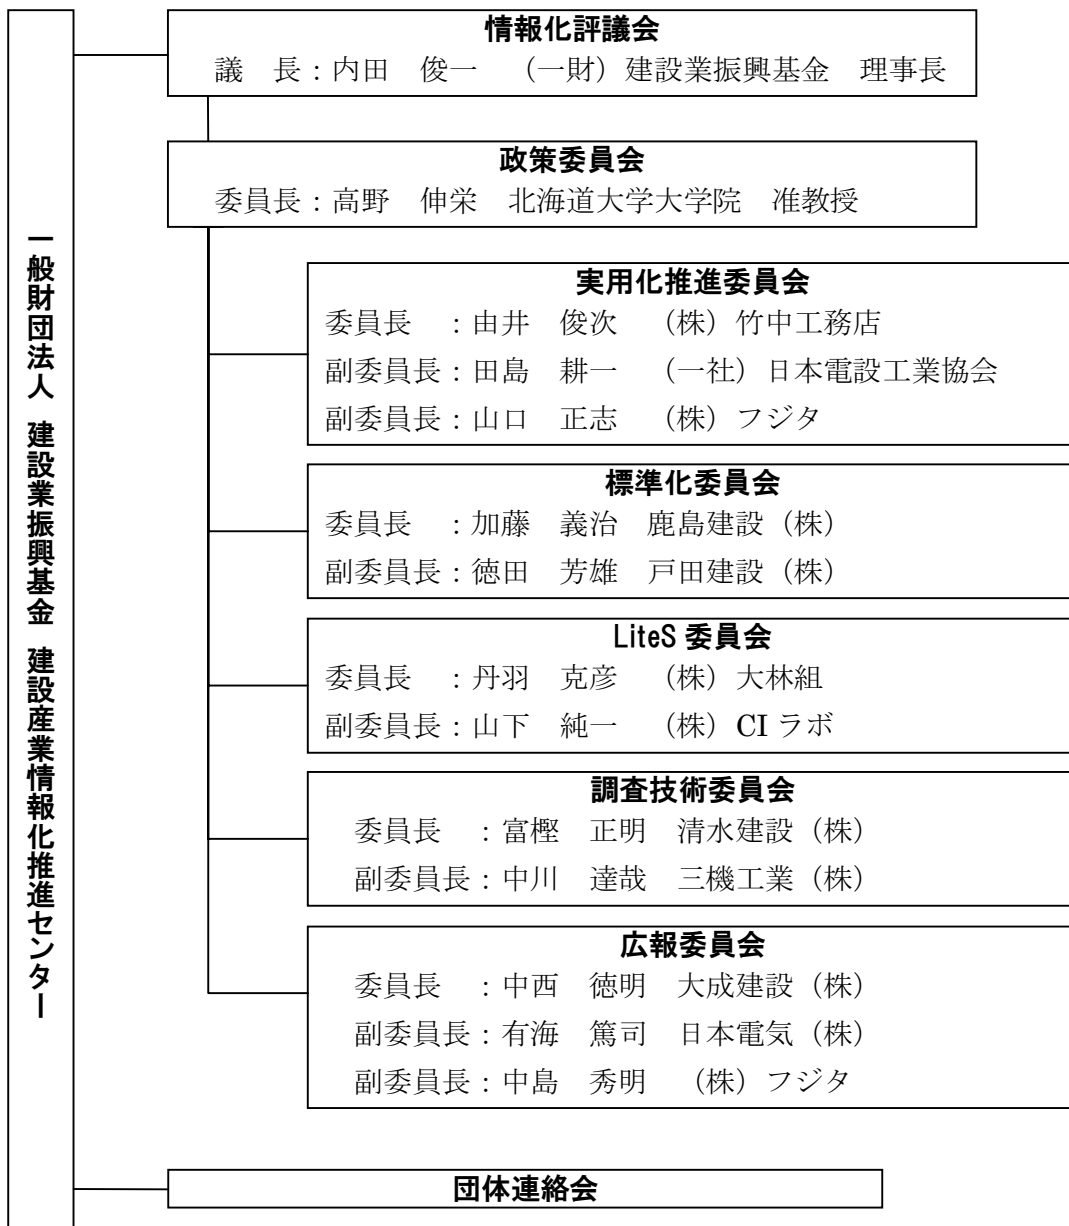 一般財団法人 建設業振興基金 建設産業情報化推進センター
情報化評議会
議　長：内田　俊一　（一財）建設業振興基金　理事長
政策委員会
委員長：高野　伸栄　北海道大学大学院　准教授
実用化推進委員会
委員長　：由井　俊次　（株）竹中工務店
副委員長：田島　耕一　（一社）日本電設工業協会
副委員長：山口　正志　（株）フジタ
標準化委員会
委員長　：加藤　義治　鹿島建設（株）
副委員長：徳田　芳雄　戸田建設（株）
LiteS 委員会
委員長　：丹羽　克彦　（株）大林組
副委員長：山下　純一　（株）CI ラボ
調査技術委員会
委員長　：富樫　正明　清水建設（株）
副委員長：中川　達哉　三機工業（株）
広報委員会
委員長　：中西　徳明　大成建設（株）
副委員長：有海　篤司　日本電気（株）
副委員長：中島　秀明　（株）フジタ
団体連絡会